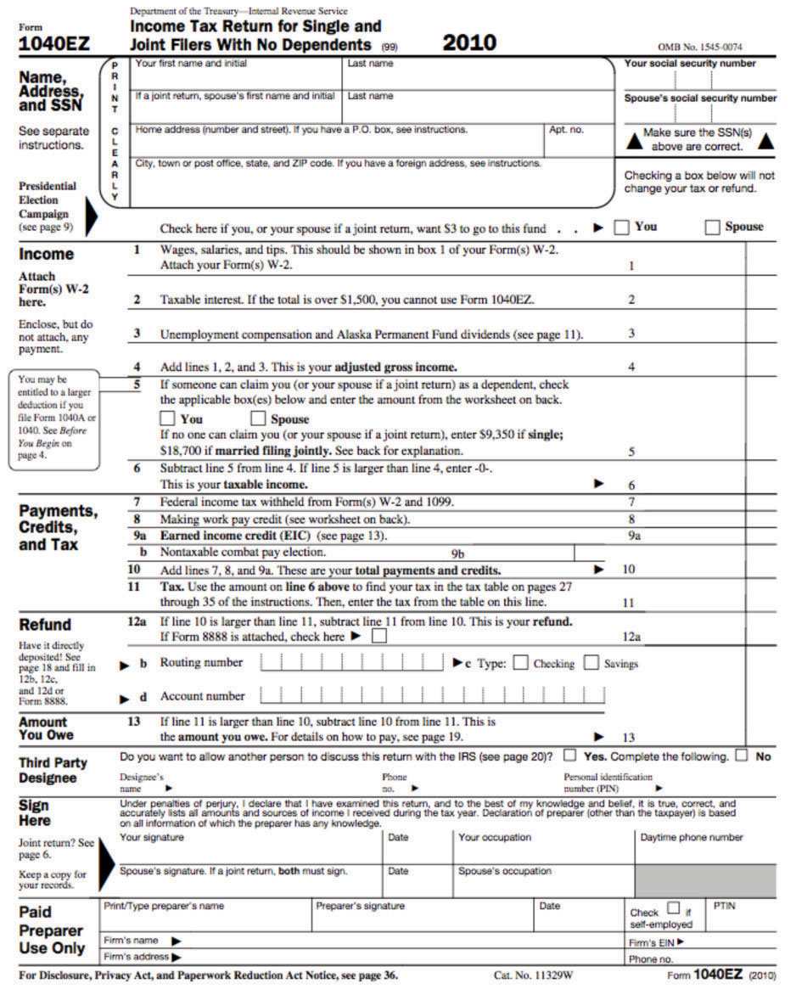 Department of the Treasury—Internal Revenue Service
Form
1040EZ
Income Tax Return for Single and
Joint Filers With No Dependents (99)
2010
OMB No. 1545-0074
Name,
Address,
and SSN
See separate
instructions.
PRINT CLEARLY
Your first name and initial
Last name
Your social security number
If a joint return, spouse's first name and initial
Last name
Spouse's social security number
Home address (number and street). If you have a P.O. box, see instructions.
Apt. no.
▲ Make sure the SSN(s) ▲
above are correct.
City, town or post office, state, and ZIP code. If you have a foreign address, see instructions.
Checking a box below will not
change your tax or refund.
Presidential
Election
Campaign
(see page 9)
Check here if you, or your spouse if a joint return, want $3 to go to this fund . . ▶ You Spouse
Income
Attach
Form(s) W-2
here.
Enclose, but do
not attach, any
payment.
1 Wages, salaries, and tips. This should be shown in box 1 of your Form(s) W-2.
Attach your Form(s) W-2. 1
2 Taxable interest. If the total is over $1,500, you cannot use Form 1040EZ. 2
3 Unemployment compensation and Alaska Permanent Fund dividends (see page 11). 3
4 Add lines 1, 2, and 3. This is your adjusted gross income. 4
You may be
entitled to a larger
deduction if you
file Form 1040A or
1040. See Before
You Begin on
page 4.
5 If someone can claim you (or your spouse if a joint return) as a dependent, check
the applicable box(es) below and enter the amount from the worksheet on back.
You Spouse
If no one can claim you (or your spouse if a joint return), enter $9,350 if single;
$18,700 if married filing jointly. See back for explanation. 5
6 Subtract line 5 from line 4. If line 5 is larger than line 4, enter -0-.
This is your taxable income. ▶ 6
Payments,
Credits,
and Tax
7 Federal income tax withheld from Form(s) W-2 and 1099. 7
8 Making work pay credit (see worksheet on back). 8
9a Earned income credit (EIC) (see page 13). 9a
b Nontaxable combat pay election. 9b
10 Add lines 7, 8, and 9a. These are your total payments and credits. ▶ 10
11 Tax. Use the amount on line 6 above to find your tax in the tax table on pages 27
through 35 of the instructions. Then, enter the tax from the table on this line. 11
Refund
Have it directly
deposited! See
page 18 and fill in
12b, 12c,
and 12d or
Form 8888.
12a If line 10 is larger than line 11, subtract line 11 from line 10. This is your refund.
If Form 8888 is attached, check here ▶ 12a
▶ b Routing number ▶ c Type: Checking Savings
▶ d Account number
Amount
You Owe
13 If line 11 is larger than line 10, subtract line 10 from line 11. This is
the amount you owe. For details on how to pay, see page 19. ▶ 13
Third Party
Designee
Do you want to allow another person to discuss this return with the IRS (see page 20)? Yes. Complete the following. No
Designee's
name ▶
Phone
no. ▶
Personal identification
number (PIN) ▶
Sign
Here
Joint return? See
page 6.
Keep a copy for
your records.
Under penalties of perjury, I declare that I have examined this return, and to the best of my knowledge and belief, it is true, correct, and
accurately lists all amounts and sources of income I received during the tax year. Declaration of preparer (other than the taxpayer) is based
on all information of which the preparer has any knowledge.
Your signature
Date
Your occupation
Daytime phone number
Spouse's signature. If a joint return, both must sign.
Date
Spouse's occupation
Paid
Preparer
Use Only
Print/Type preparer's name
Preparer's signature
Date
Check if
self-employed
PTIN
Firm's name ▶
Firm's EIN ▶
Firm's address ▶
Phone no.
For Disclosure, Privacy Act, and Paperwork Reduction Act Notice, see page 36. Cat. No. 11329W Form 1040EZ (2010)